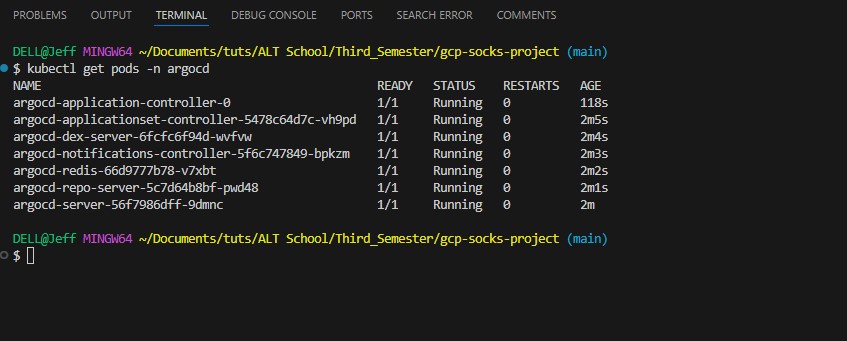 PROBLEMS OUTPUT TERMINAL DEBUG CONSOLE PORTS SEARCH ERROR COMMENTS
DELL@Jeff MINGW64 ~/Documents/tuts/ALT School/Third_Semester/gcp-socks-project (main)
$ kubectl get pods -n argocd
NAME READY STATUS RESTARTS AGE
argocd-application-controller-0 1/1 Running 0 118s
argocd-applicationset-controller-5478c64d7c-vh9pd 1/1 Running 0 2m5s
argocd-dex-server-6fcfc6f94d-wvfvw 1/1 Running 0 2m4s
argocd-notifications-controller-5f6c747849-bpkzm 1/1 Running 0 2m3s
argocd-redis-66d9777b78-v7xbt 1/1 Running 0 2m2s
argocd-repo-server-5c7d64b8bf-pwd48 1/1 Running 0 2m1s
argocd-server-56f7986dff-9dmnc 1/1 Running 0 2m
DELL@Jeff MINGW64 ~/Documents/tuts/ALT School/Third_Semester/gcp-socks-project (main)
$